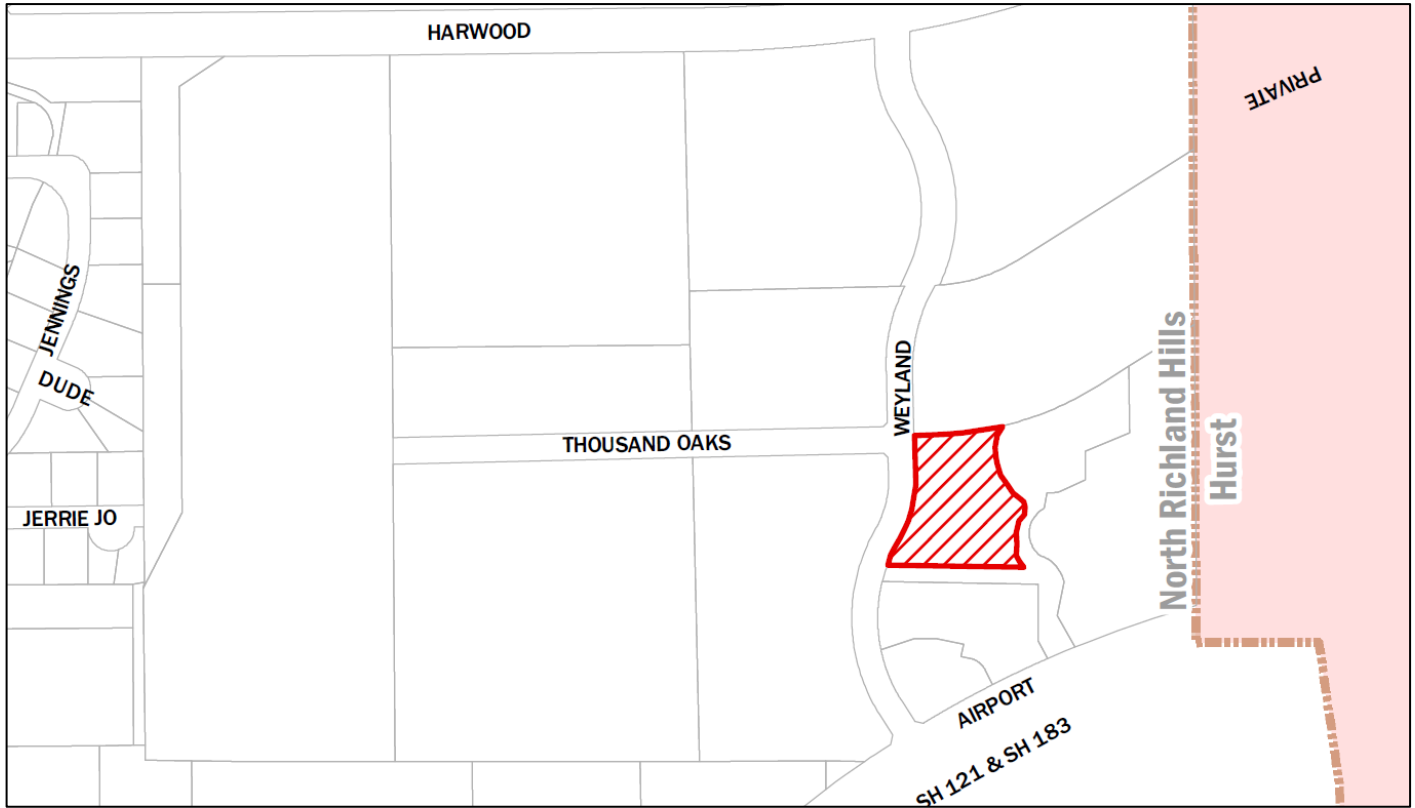 HARWOOD
PRIVATE
JENNINGS
DUDE
WEYLAND
THOUSAND OAKS
North Richland Hills
Hurst
JERRIE JO
AIRPORT
SH 121 & SH 183